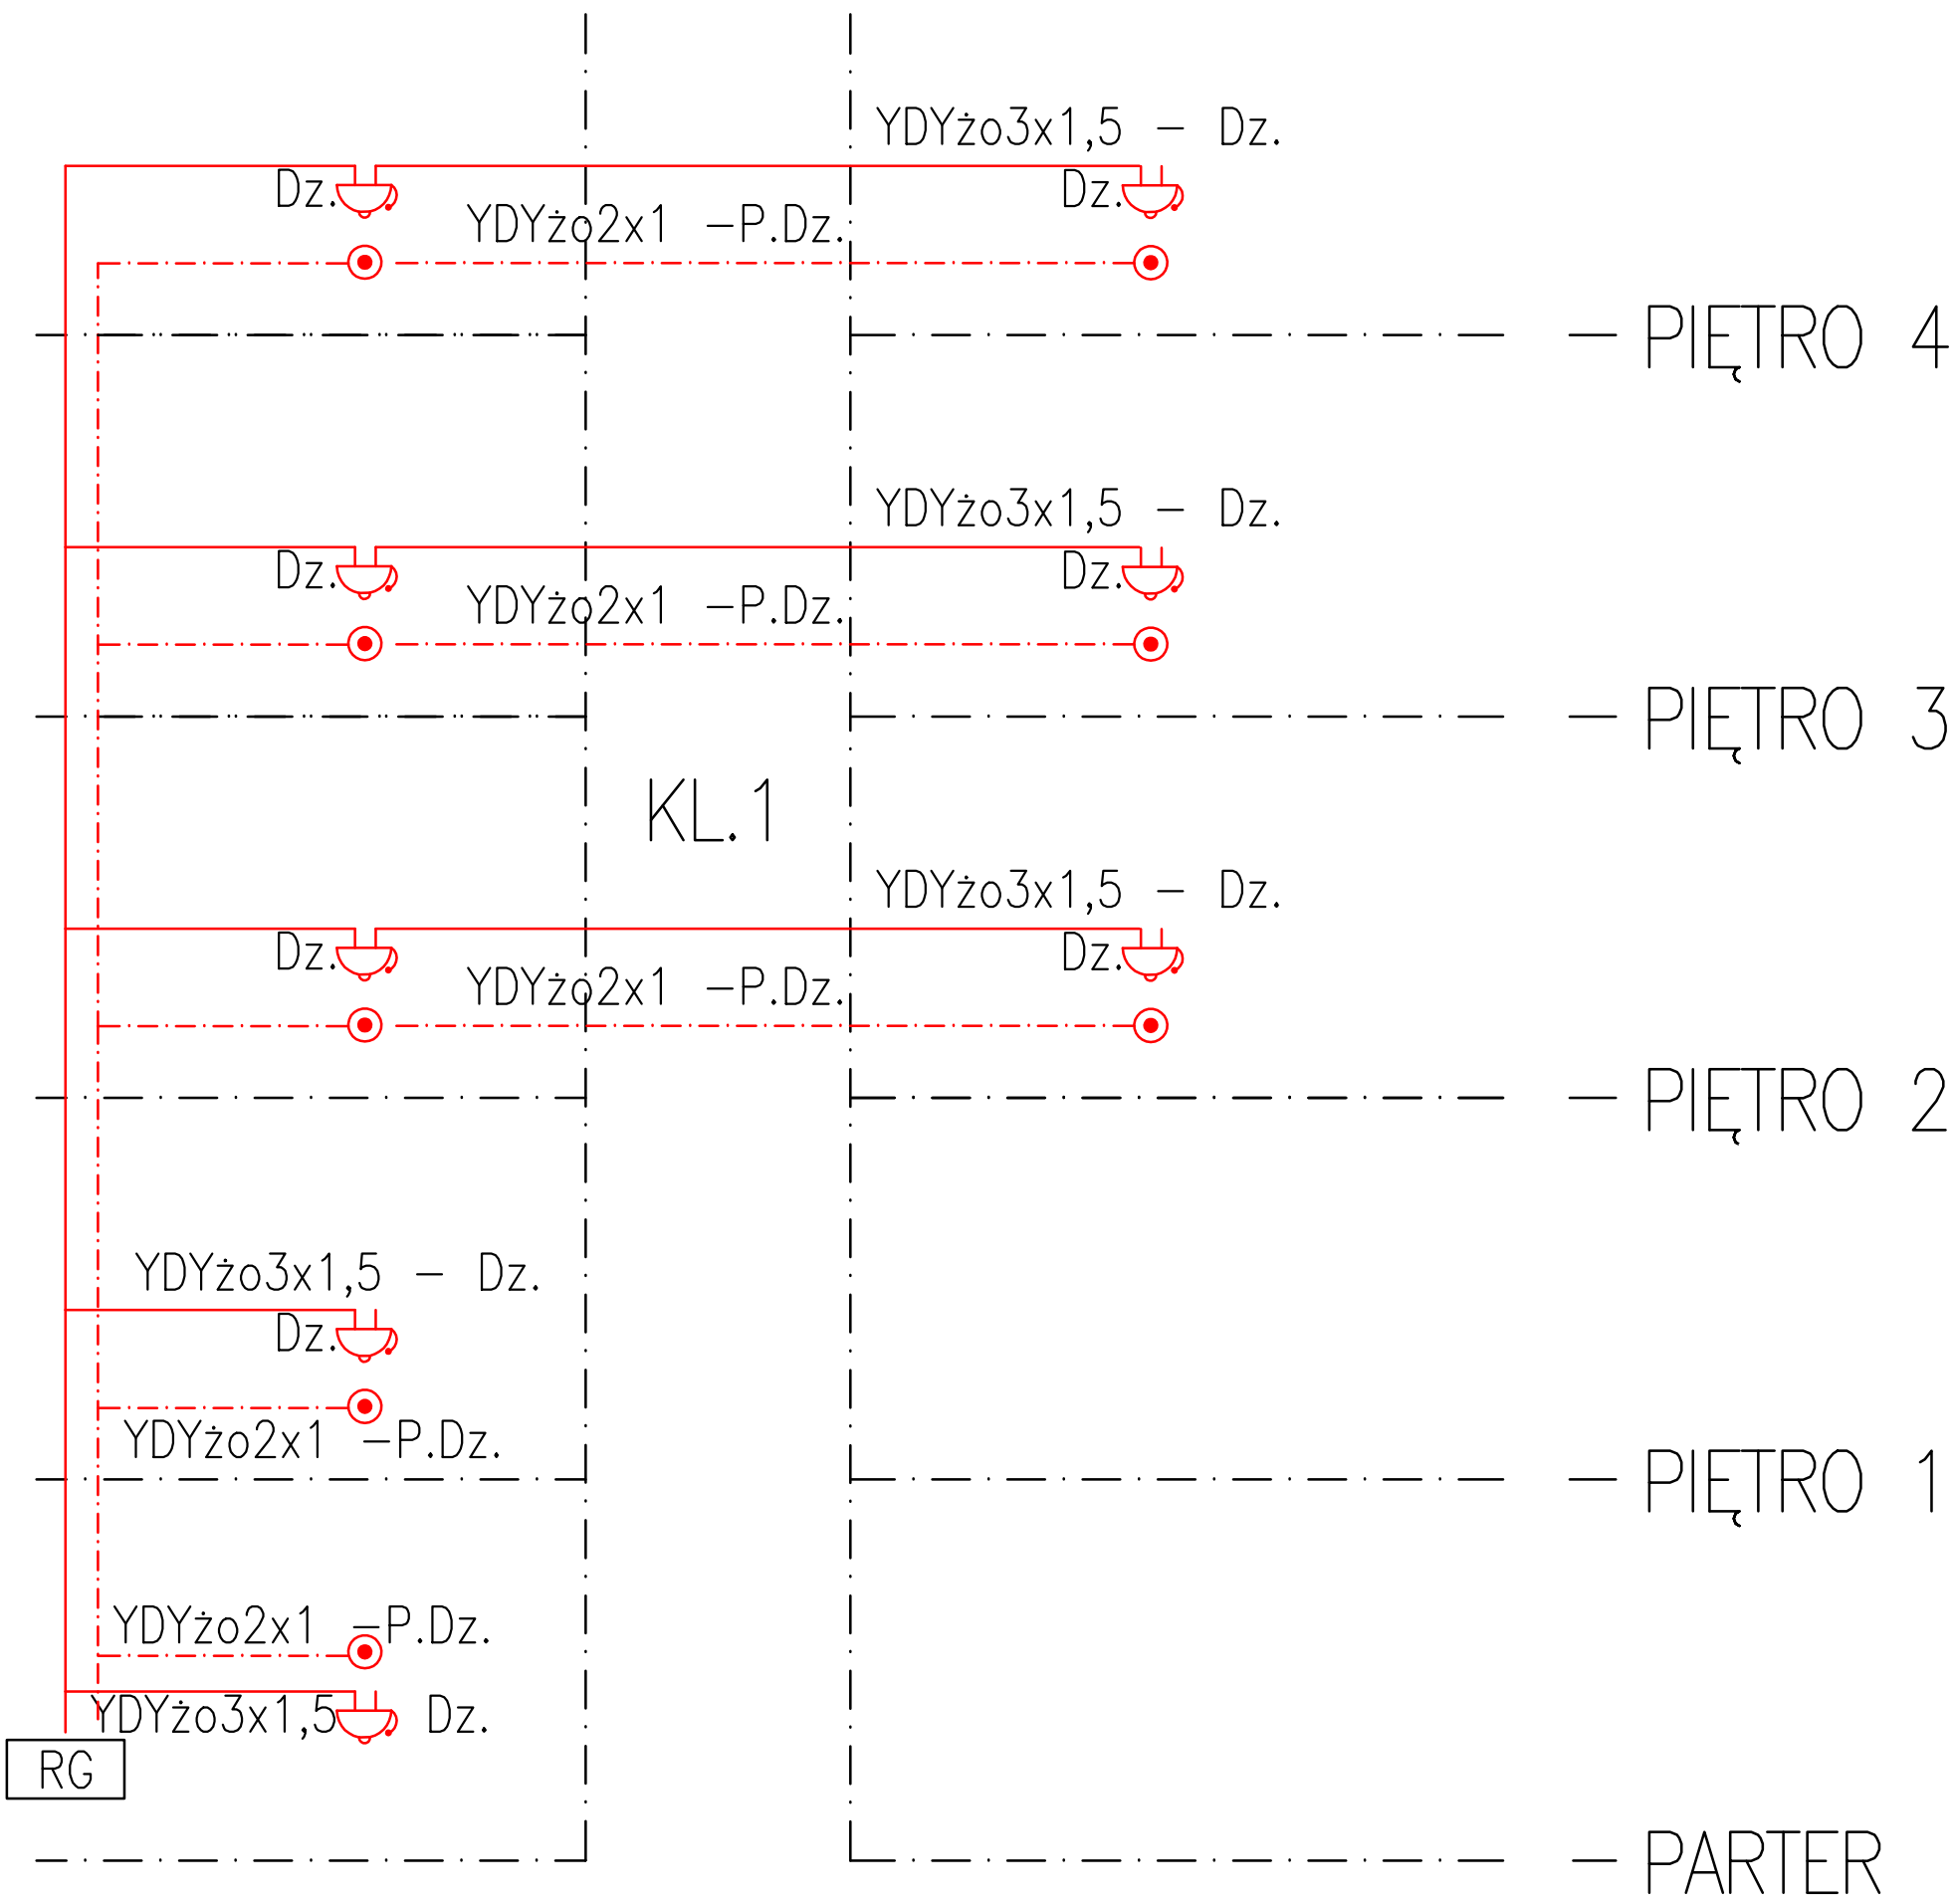 YDYżo3x1,5 - Dz.
Dz.
Dz.
YDYżo2x1 -P.Dz.
PIĘTRO 4
YDYżo3x1,5 - Dz.
Dz.
Dz.
YDYżo2x1 -P.Dz.
PIĘTRO 3
KL.1
YDYżo3x1,5 - Dz.
Dz.
Dz.
YDYżo2x1 -P.Dz.
PIĘTRO 2
YDYżo3x1,5 - Dz.
Dz.
YDYżo2x1 -P.Dz.
PIĘTRO 1
YDYżo2x1 -P.Dz.
YDYżo3x1,5 Dz.
RG
PARTER